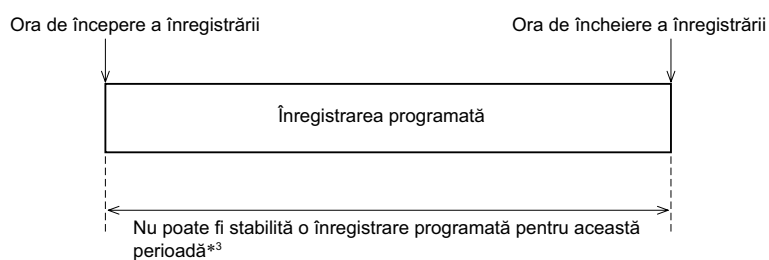 Ora de începere a înregistrării
Ora de încheiere a înregistrării
Înregistrarea programată
Nu poate fi stabilită o înregistrare programată pentru această
perioadă*3